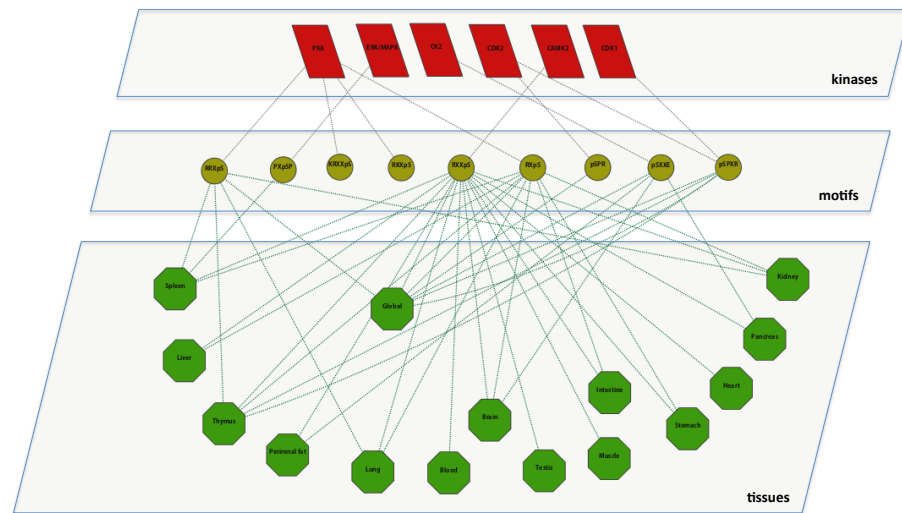 PKA ERK/MAPK CK2 CDK2 CAMK2 CDK1
kinases
RRXpS PXpSP KRXXpS RKXpS RXXpS RXpS pSPR pSXXE pSPXR
motifs
Spleen Global Kidney
Liver Pancreas
Intestine Heart
Thymus Brain Stomach
Perirenal fat Lung Blood Testis Muscle
tissues